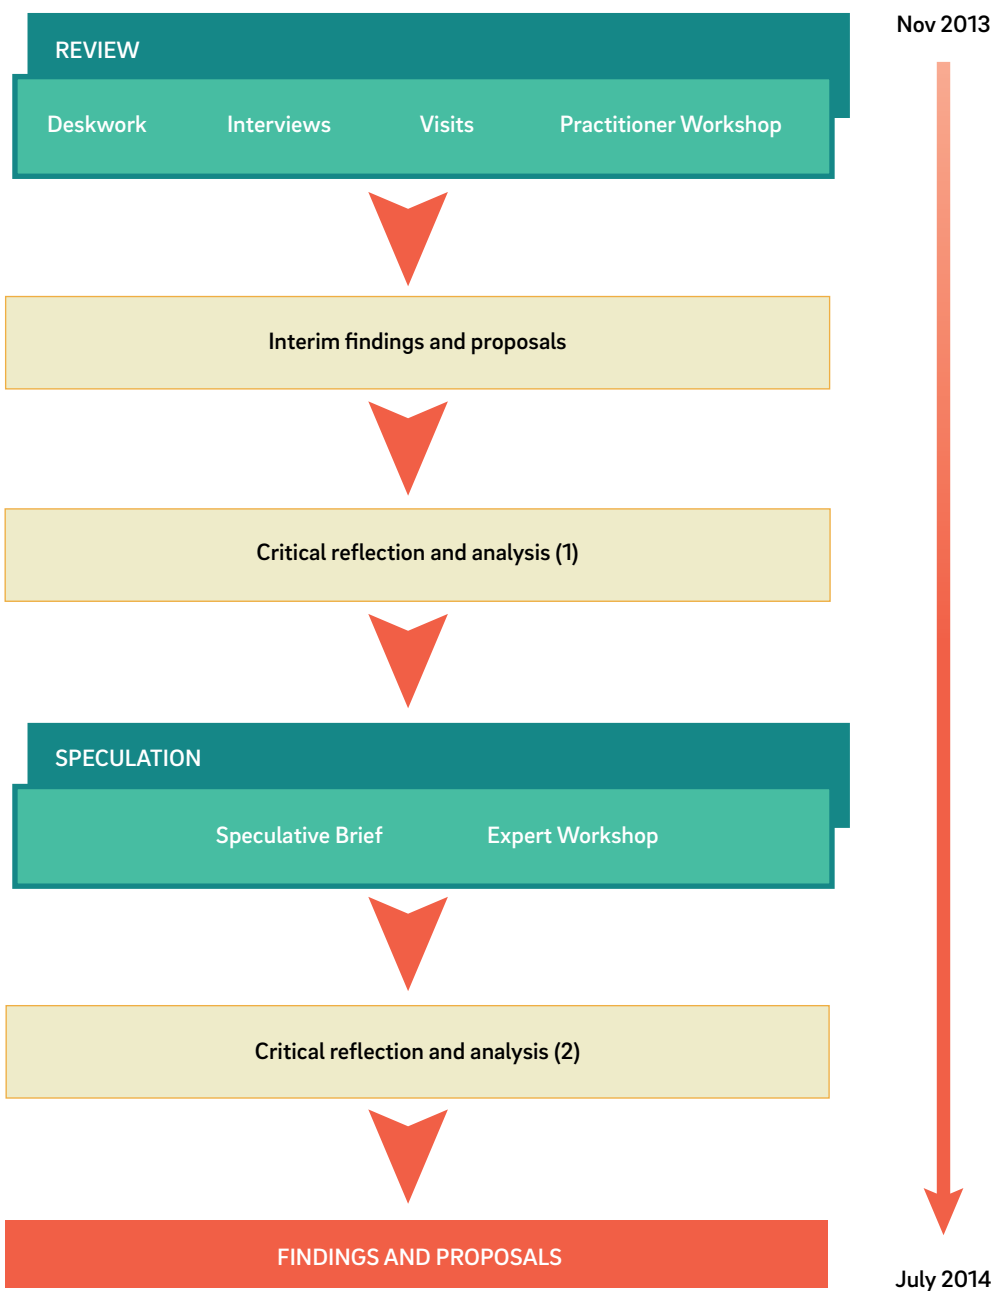 Nov 2013
REVIEW
Deskwork Interviews Visits Practitioner Workshop
Interim findings and proposals
Critical reflection and analysis (1)
SPECULATION
Speculative Brief Expert Workshop
Critical reflection and analysis (2)
FINDINGS AND PROPOSALS
July 2014